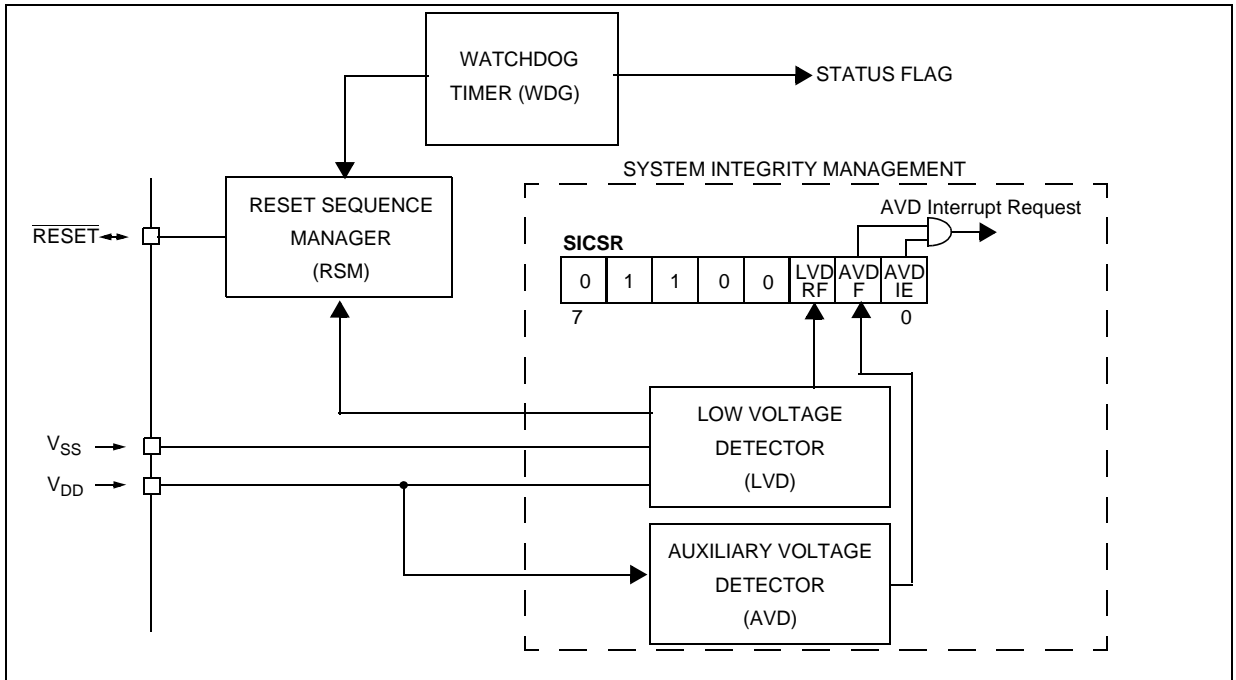 WATCHDOG
TIMER (WDG)
STATUS FLAG
SYSTEM INTEGRITY MANAGEMENT
RESET SEQUENCE
MANAGER
(RSM)
RESET
AVD Interrupt Request
SICSR
0 1 1 0 0 LVD RF AVD F AVD IE
7 0
LOW VOLTAGE
DETECTOR
(LVD)
VSS
VDD
AUXILIARY VOLTAGE
DETECTOR
(AVD)